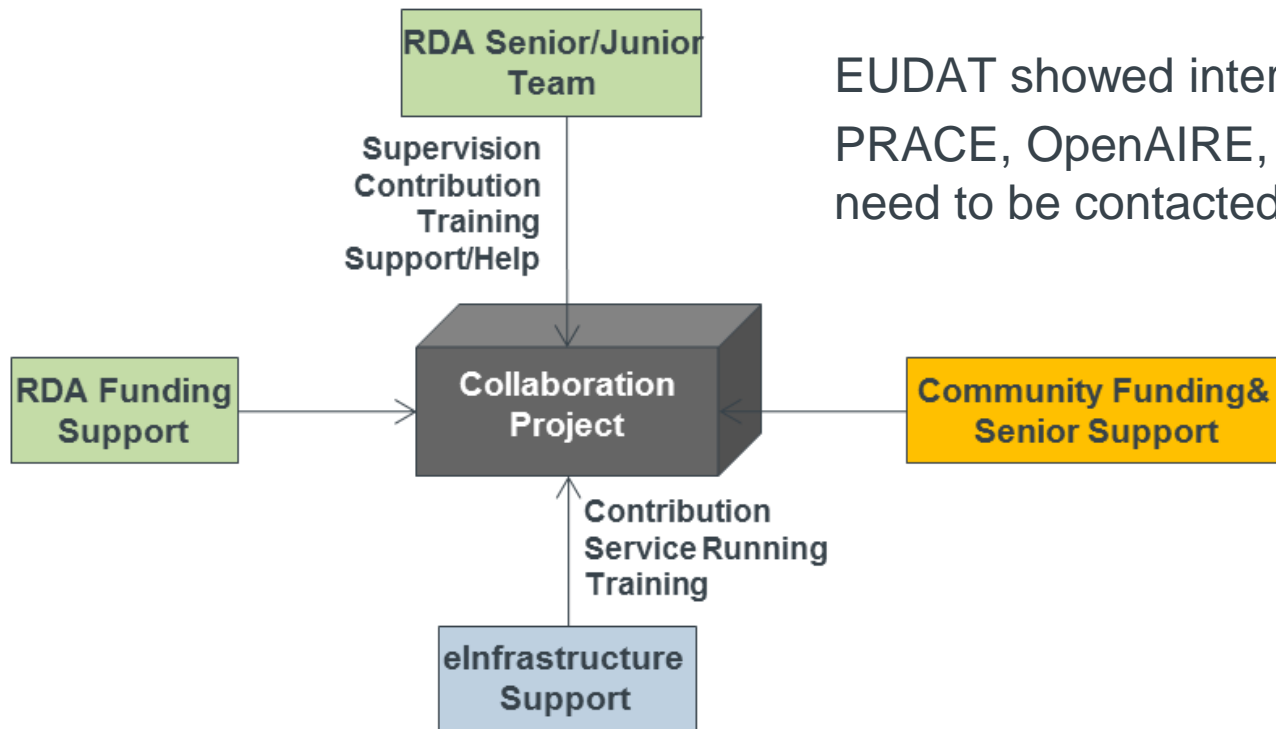 RDA Senior/Junior
Team
EUDAT showed inter
PRACE, OpenAIRE,
need to be contacted
Supervision
Contribution
Training
Support/Help
RDA Funding
Support
Collaboration
Project
Community Funding&
Senior Support
Contribution
Service Running
Training
eInfrastructure
Support